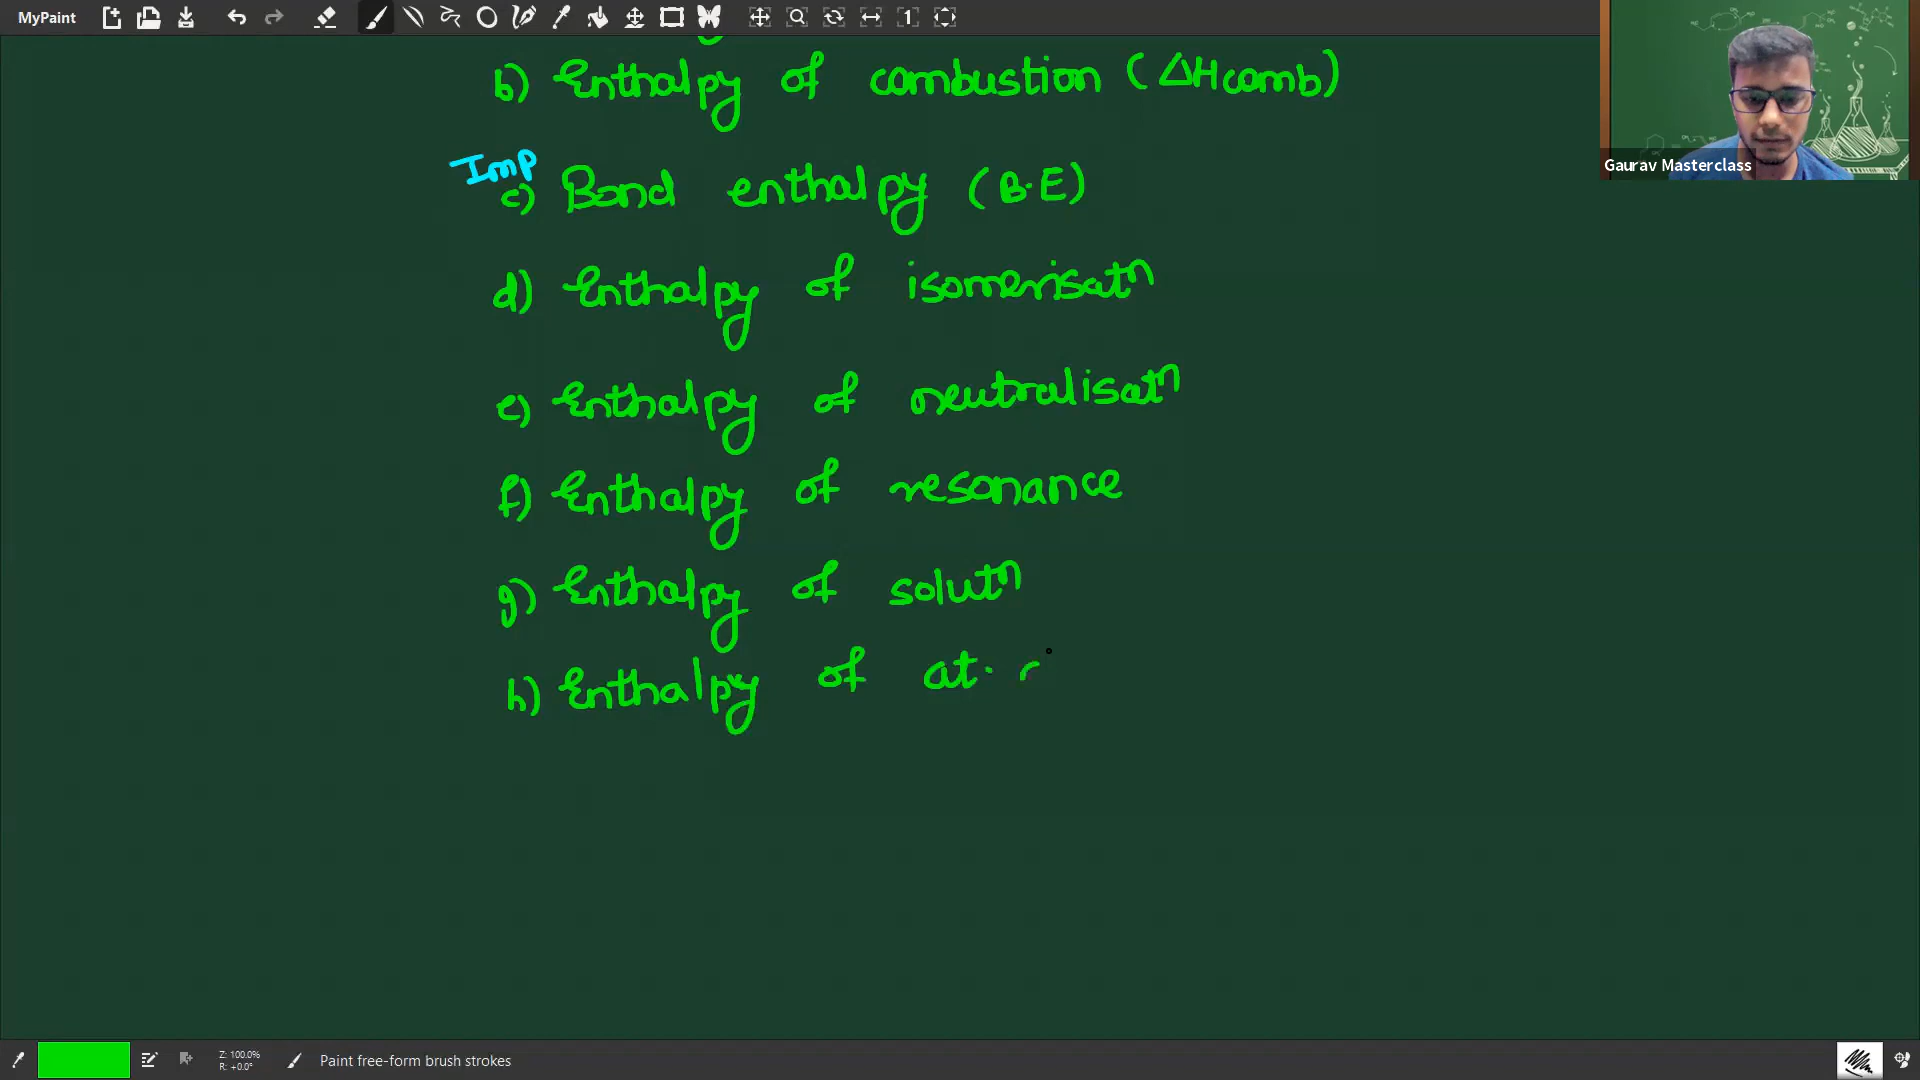 MyPaint
b) Enthalpy of combustion (ΔHcomb)
Gaurav Masterclass
Imp
c) Bond enthalpy (B.E)
d) Enthalpy of isomerisatⁿ
e) Enthalpy of neutralisatⁿ
f) Enthalpy of resonance
g) Enthalpy of solutⁿ
h) Enthalpy of at.
Z: 100.0%
R: +0.0°
Paint free-form brush strokes